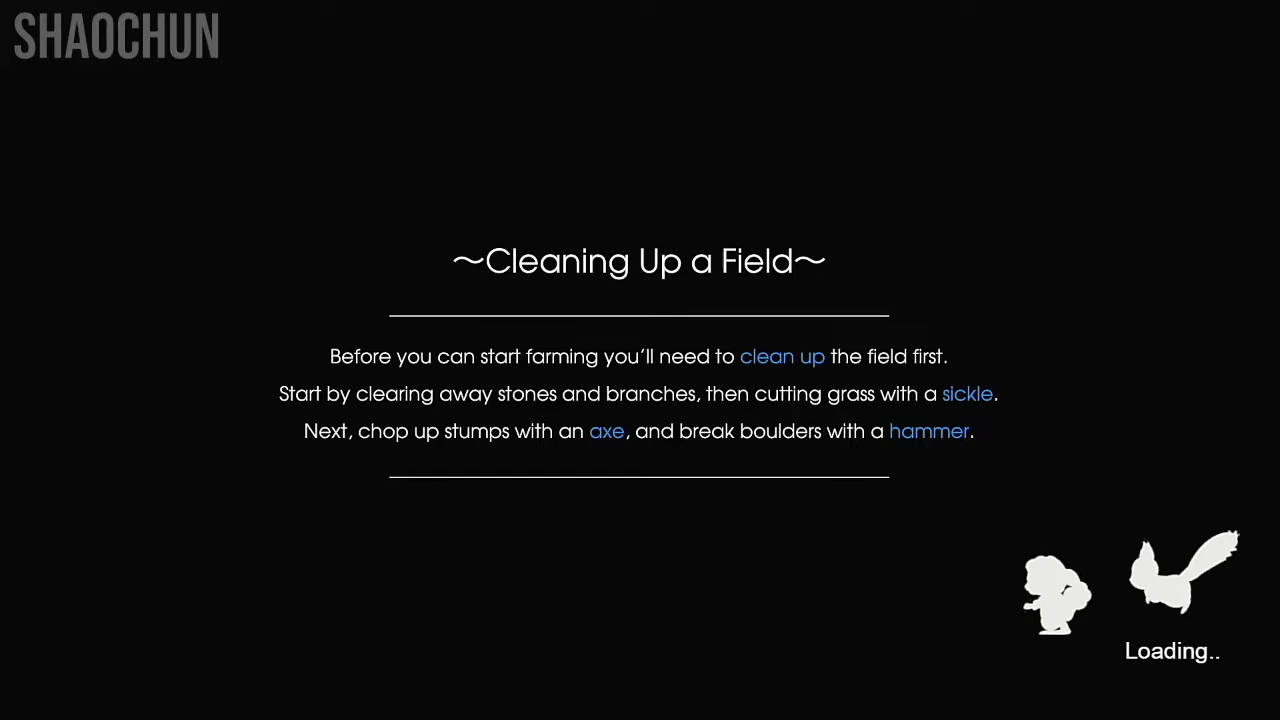 SHAOCHUN
～Cleaning Up a Field～
Before you can start farming you'll need to clean up the field first.
Start by clearing away stones and branches, then cutting grass with a sickle.
Next, chop up stumps with an axe, and break boulders with a hammer.
Loading..